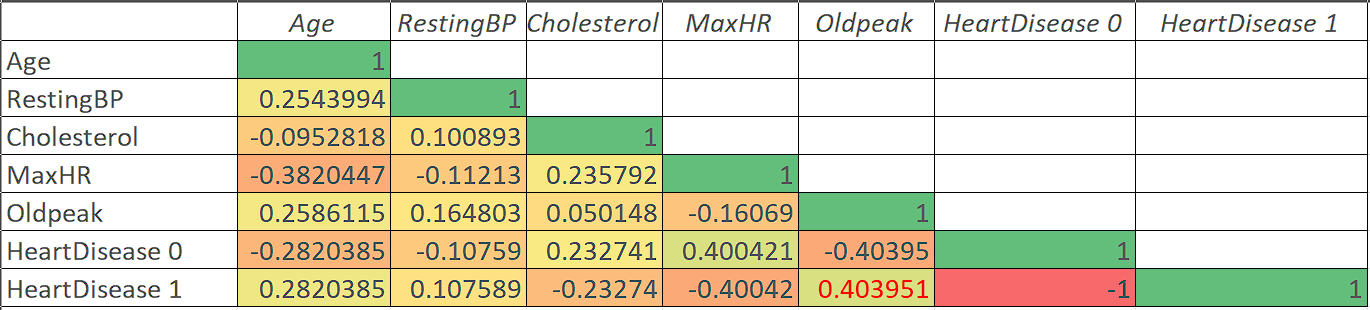 Age RestingBP Cholesterol MaxHR Oldpeak HeartDisease 0 HeartDisease 1
Age 1
RestingBP 0.2543994 1
Cholesterol -0.0952818 0.100893 1
MaxHR -0.3820447 -0.11213 0.235792 1
Oldpeak 0.2586115 0.164803 0.050148 -0.16069 1
HeartDisease 0 -0.2820385 -0.10759 0.232741 0.400421 -0.40395 1
HeartDisease 1 0.2820385 0.107589 -0.23274 -0.40042 0.403951 -1 1